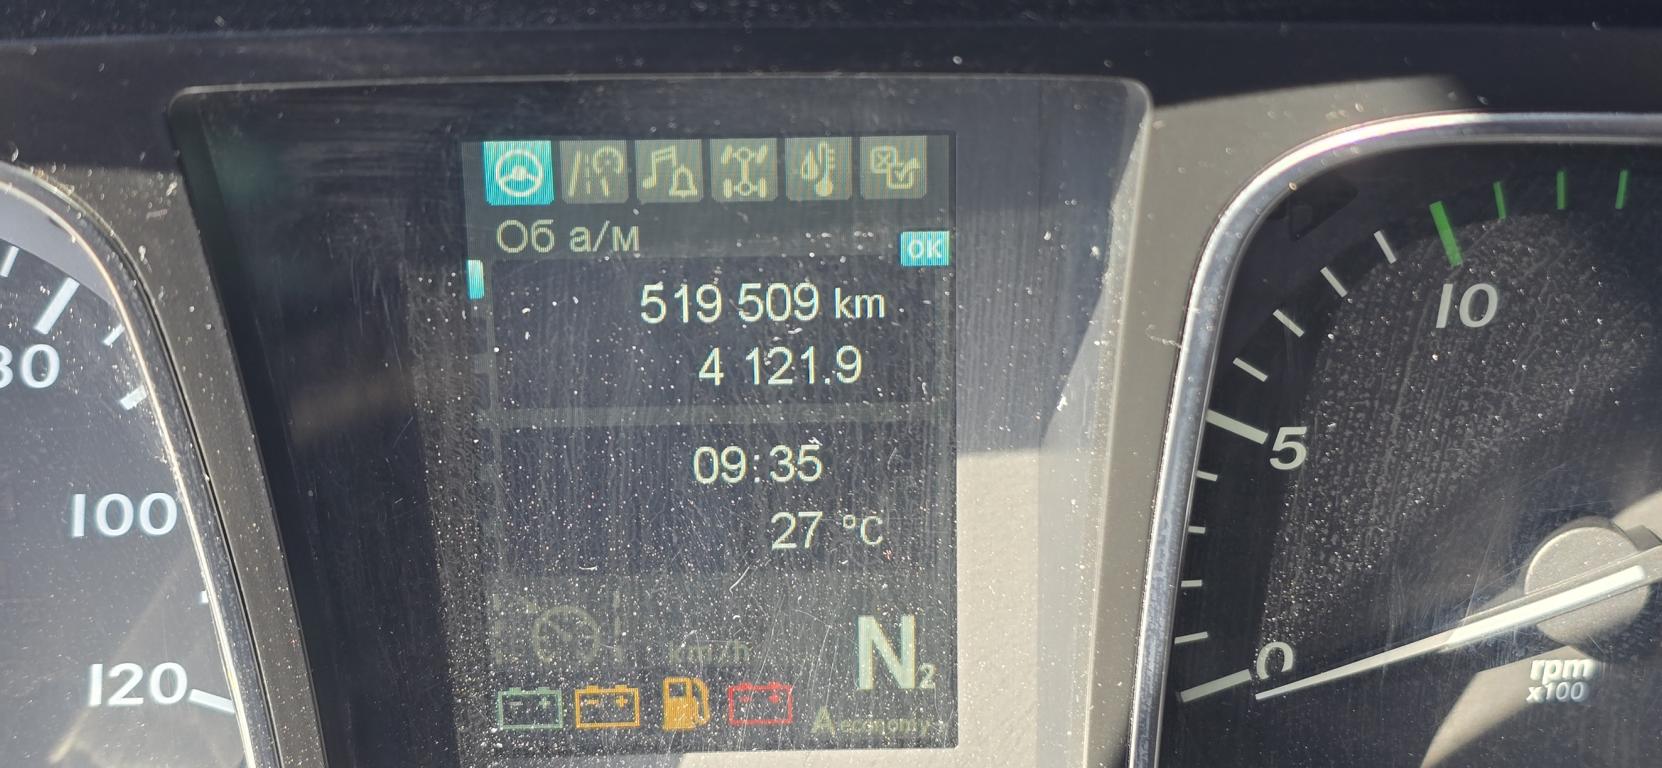 Об а/м
OK
519 509 km
4 121.9
09:35
27 °C
km/h
N2
A economy
80
100
120
10
5
0
rpm
x100